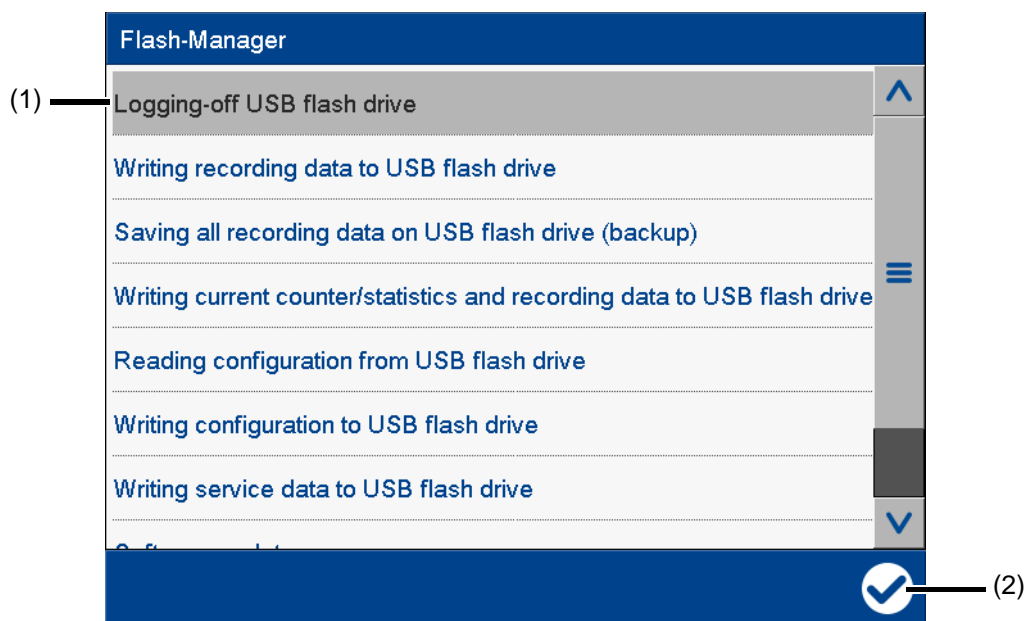 Flash-Manager
(1)
Logging-off USB flash drive
Writing recording data to USB flash drive
Saving all recording data on USB flash drive (backup)
Writing current counter/statistics and recording data to USB flash drive
Reading configuration from USB flash drive
Writing configuration to USB flash drive
Writing service data to USB flash drive
(2)